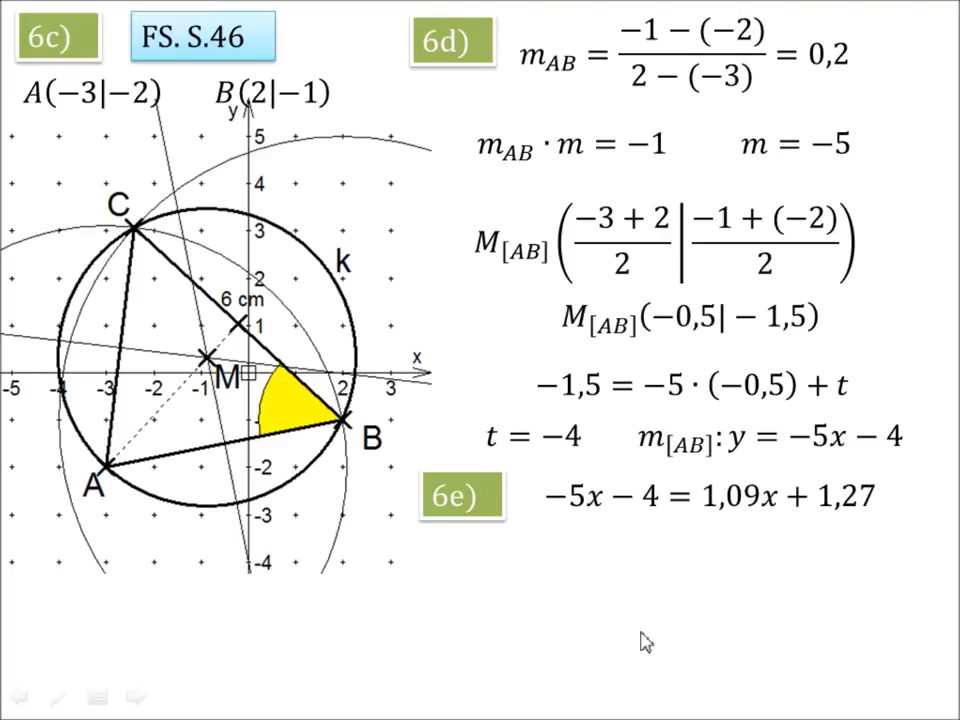 6c) FS. S.46
A(−3|−2) B(2|−1)
y
5
4
C
3
k
2
6 cm
1
x
M
-5 -4 -3 -2 -1 2 3
B
-2
A
-3
-4
6d) m_AB = (−1 − (−2))/(2 − (−3)) = 0,2
m_AB · m = −1 m = −5
M_[AB] ((−3 + 2)/2 | (−1 + (−2))/2)
M_[AB](−0,5| − 1,5)
−1,5 = −5 · (−0,5) + t
t = −4 m_[AB]: y = −5x − 4
6e) −5x − 4 = 1,09x + 1,27